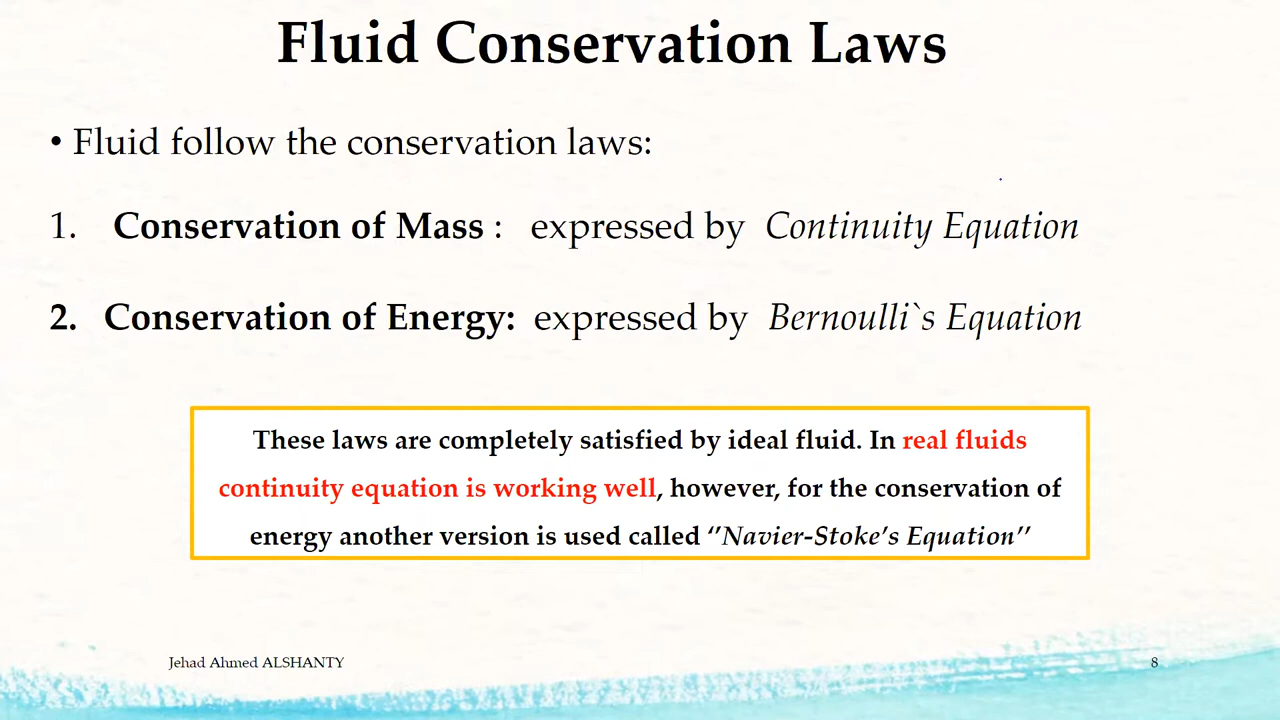 Fluid Conservation Laws
• Fluid follow the conservation laws:
1. Conservation of Mass : expressed by Continuity Equation
2. Conservation of Energy: expressed by Bernoulli`s Equation
These laws are completely satisfied by ideal fluid. In real fluids
continuity equation is working well, however, for the conservation of
energy another version is used called ‘’Navier-Stoke’s Equation’’
Jehad Ahmed ALSHANTY
8